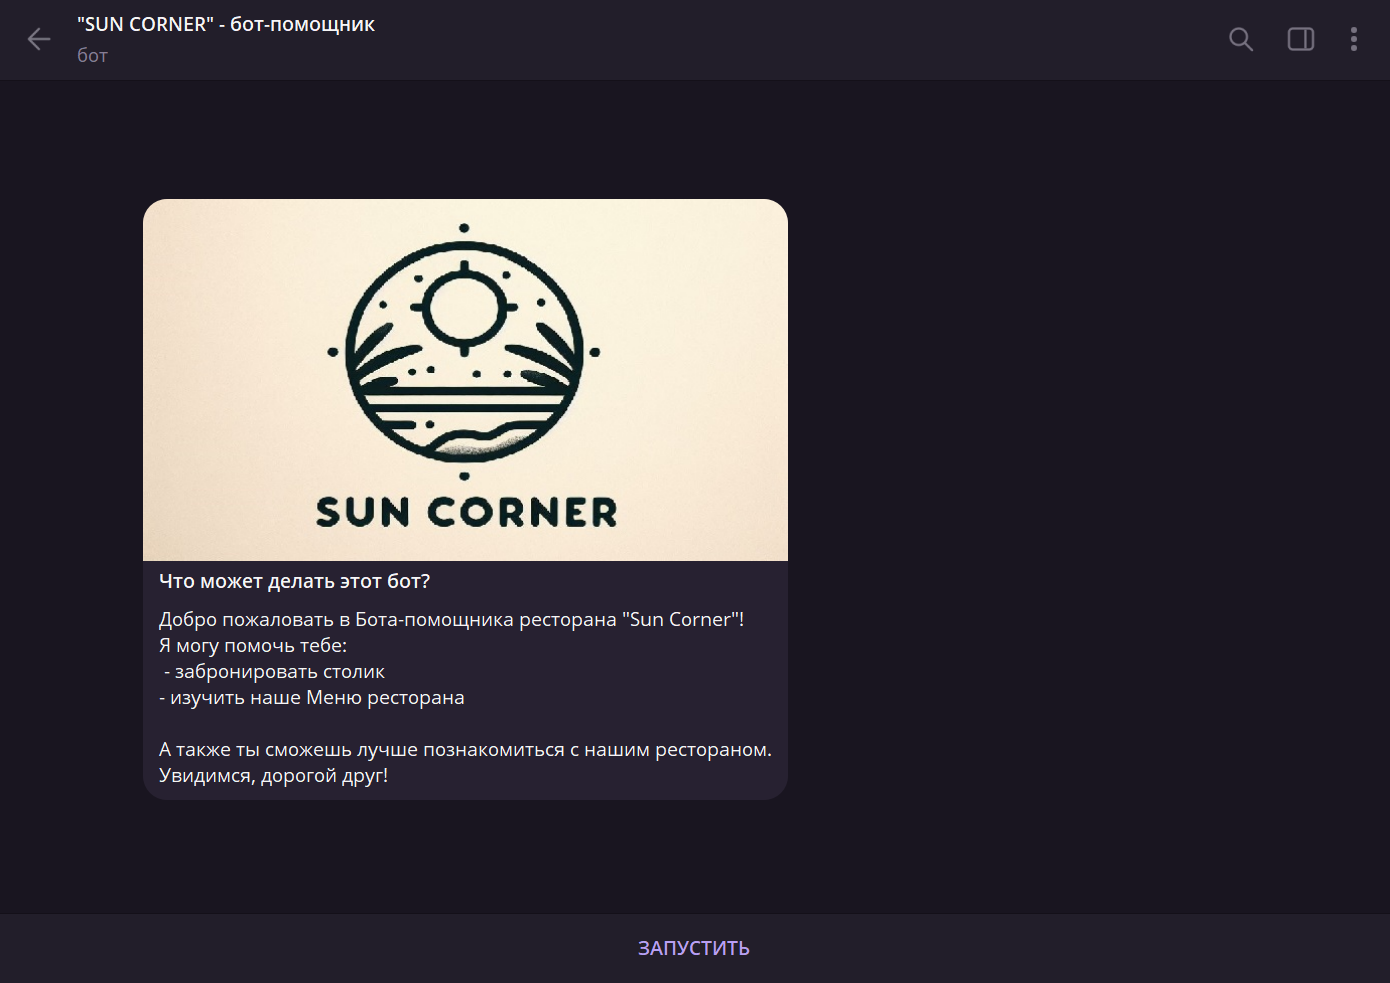 "SUN CORNER" - бот-помощник
бот
SUN CORNER
Что может делать этот бот?
Добро пожаловать в Бота-помощника ресторана "Sun Corner"!
Я могу помочь тебе:
- забронировать столик
- изучить наше Меню ресторана
А также ты сможешь лучше познакомиться с нашим рестораном.
Увидимся, дорогой друг!
ЗАПУСТИТЬ